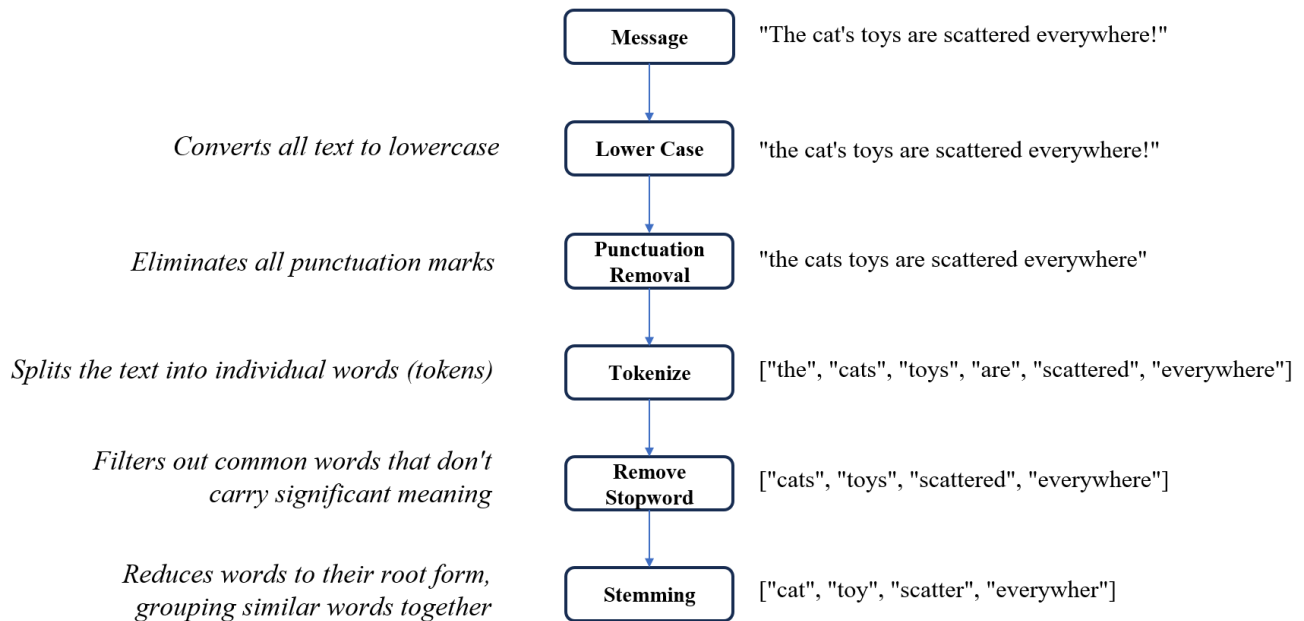 Message
"The cat's toys are scattered everywhere!"
Converts all text to lowercase
Lower Case
"the cat's toys are scattered everywhere!"
Eliminates all punctuation marks
Punctuation
Removal
"the cats toys are scattered everywhere"
Splits the text into individual words (tokens)
Tokenize
["the", "cats", "toys", "are", "scattered", "everywhere"]
Filters out common words that don't
carry significant meaning
Remove
Stopword
["cats", "toys", "scattered", "everywhere"]
Reduces words to their root form,
grouping similar words together
Stemming
["cat", "toy", "scatter", "everywher"]